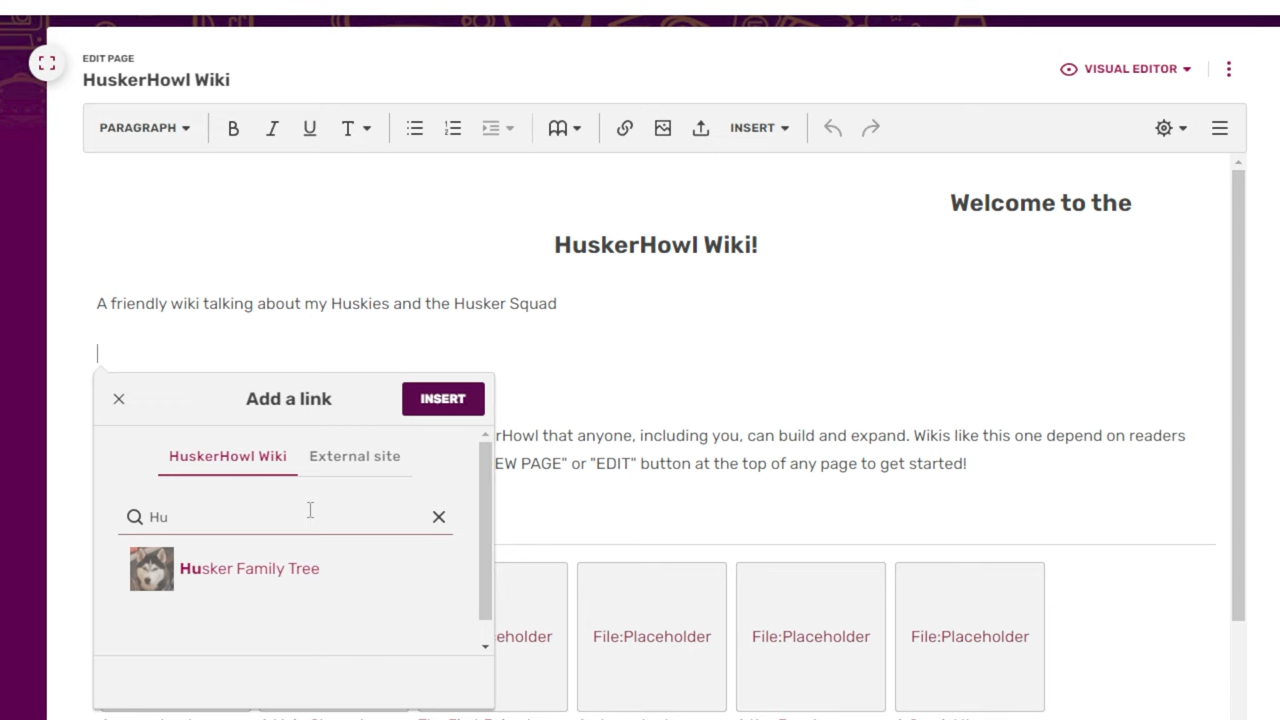 EDIT PAGE
HuskerHowl Wiki
VISUAL EDITOR
PARAGRAPH
B I U T
INSERT
Welcome to the
HuskerHowl Wiki!
A friendly wiki talking about my Huskies and the Husker Squad
Add a link
INSERT
rHowl that anyone, including you, can build and expand. Wikis like this one depend on readers
HuskerHowl Wiki
External site
EW PAGE" or "EDIT" button at the top of any page to get started!
Hu
Husker Family Tree
eholder
File:Placeholder
File:Placeholder
File:Placeholder